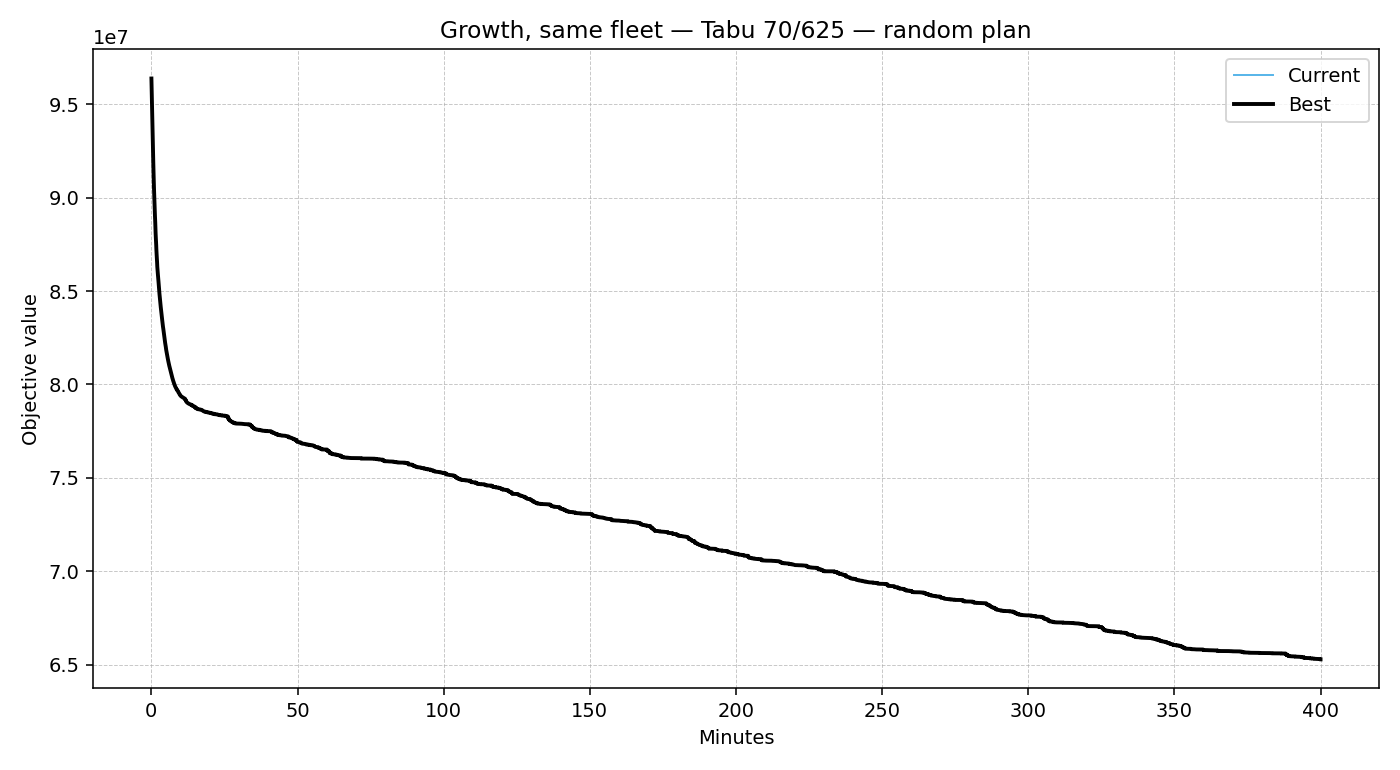 Growth, same fleet — Tabu 70/625 — random plan
1e7
Current
Best
9.5
9.0
8.5
8.0
7.5
7.0
6.5
Objective value
0 50 100 150 200 250 300 350 400
Minutes